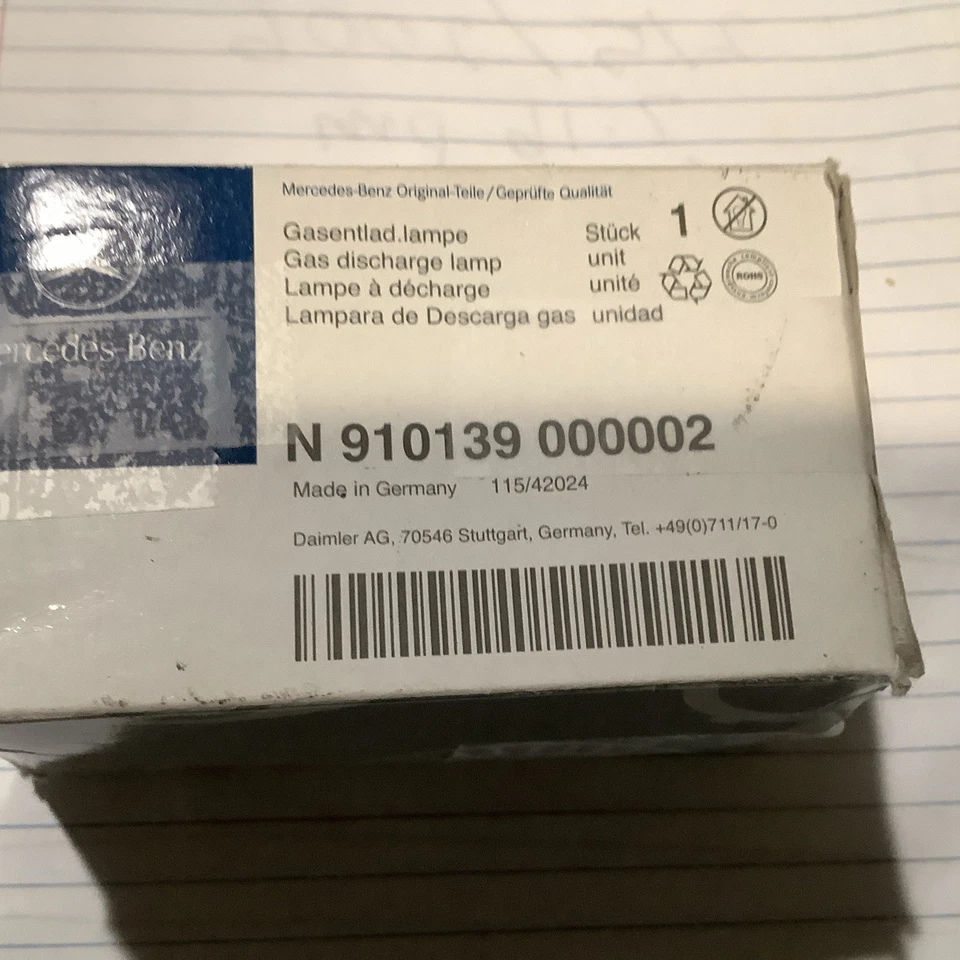 Mercedes-Benz Original-Teile/Geprüfte Qualität
Gasentlad.lampe Stück 1
Gas discharge lamp unit
Lampe à décharge unité
Lampara de Descarga gas unidad
ROHS
ercedes-Benz
N 910139 000002
Made in Germany 115/42024
Daimler AG, 70546 Stuttgart, Germany, Tel. +49(0)711/17-0